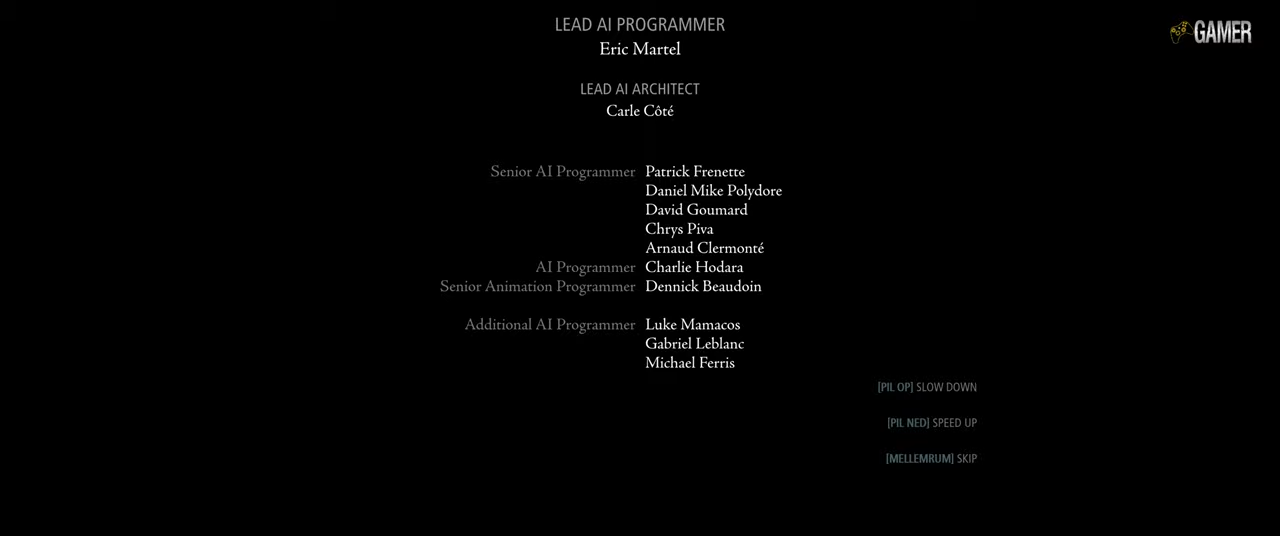 LEAD AI PROGRAMMER
GAMER
Eric Martel
LEAD AI ARCHITECT
Carle Côté
Senior AI Programmer Patrick Frenette
Daniel Mike Polydore
David Goumard
Chrys Piva
Arnaud Clermonté
AI Programmer Charlie Hodara
Senior Animation Programmer Dennick Beaudoin
Additional AI Programmer Luke Mamacos
Gabriel Leblanc
Michael Ferris
[PIL OP] SLOW DOWN
[PIL NED] SPEED UP
[MELLEMRUM] SKIP